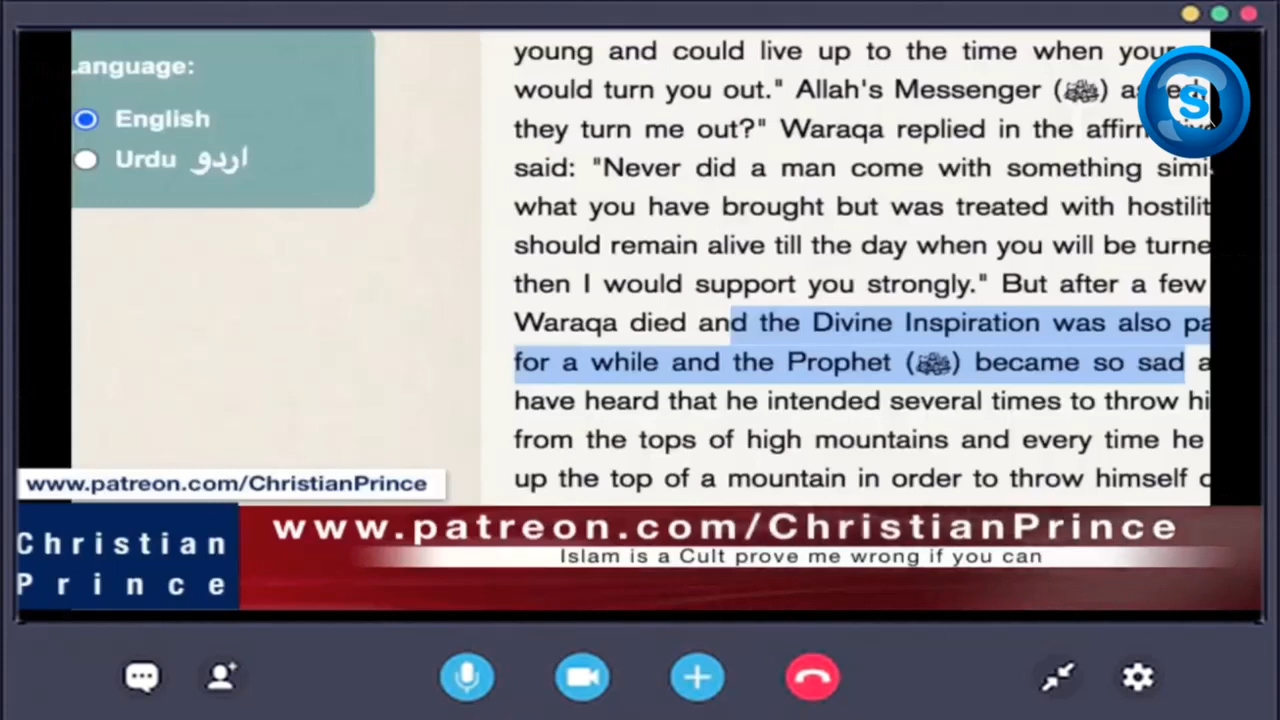 Language:
English
Urdu اردو
young and could live up to the time when your
would turn you out." Allah's Messenger (ﷺ)
they turn me out?" Waraqa replied in the
said: "Never did a man come with something
what you have brought but was treated with
should remain alive till the day when you will be
then I would support you strongly." But after a few
Waraqa died and the Divine Inspiration was also
for a while and the Prophet (ﷺ) became so sad
have heard that he intended several times to throw
from the tops of high mountains and every time he
up the top of a mountain in order to throw himself
www.patreon.com/ChristianPrince
www.patreon.com/ChristianPrince
Islam is a Cult prove me wrong if you can
Christian
Prince
S